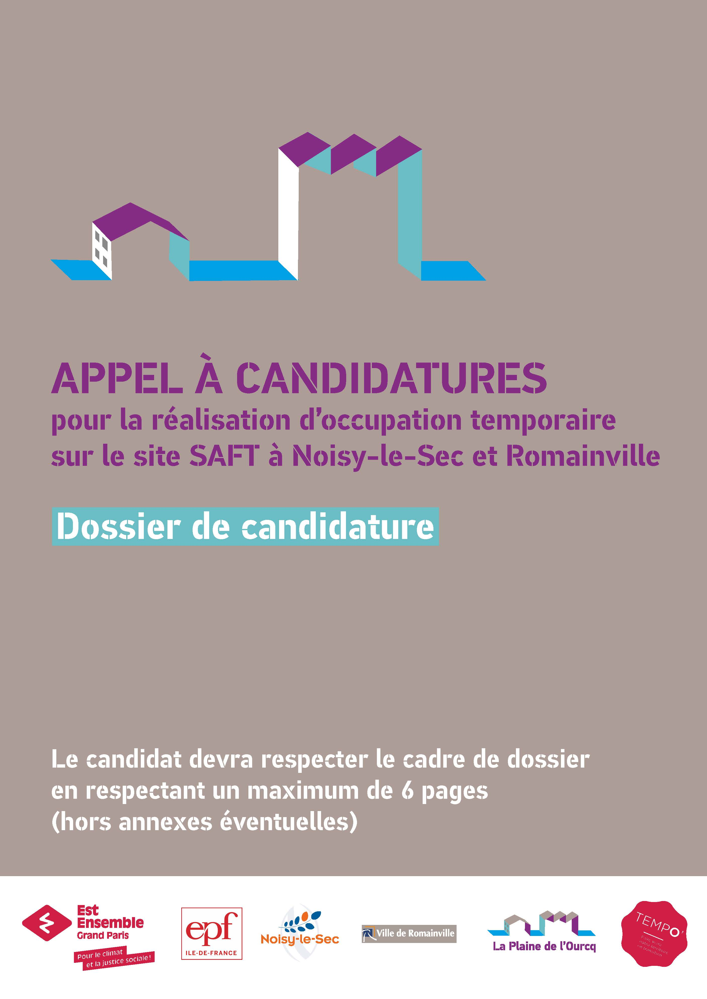 APPEL À CANDIDATURES
pour la réalisation d’occupation temporaire
sur le site SAFT à Noisy-le-Sec et Romainville
Dossier de candidature
Le candidat devra respecter le cadre de dossier
en respectant un maximum de 6 pages
(hors annexes éventuelles)
Est
Ensemble
Grand Paris
Pour le climat
et la justice sociale !
epf
ILE-DE-FRANCE
Noisy-le-Sec
Ville de Romainville
La Plaine de l’Ourcq
TEMPO’
Faire vivre
notre territoire
en transition